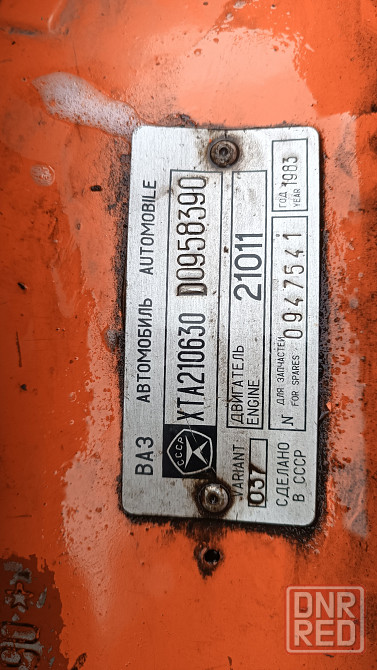 ВАЗ АВТОМОБИЛЬ AUTOMOBILE
СССР XTA210630 D0958390
ДВИГАТЕЛЬ
ENGINE 21011
VARIANT 037
N ДЛЯ ЗАПЧАСТЕЙ
FOR SPARES 0947541
ГОД
YEAR 1983
СДЕЛАНО
В СССР
DNR
RED